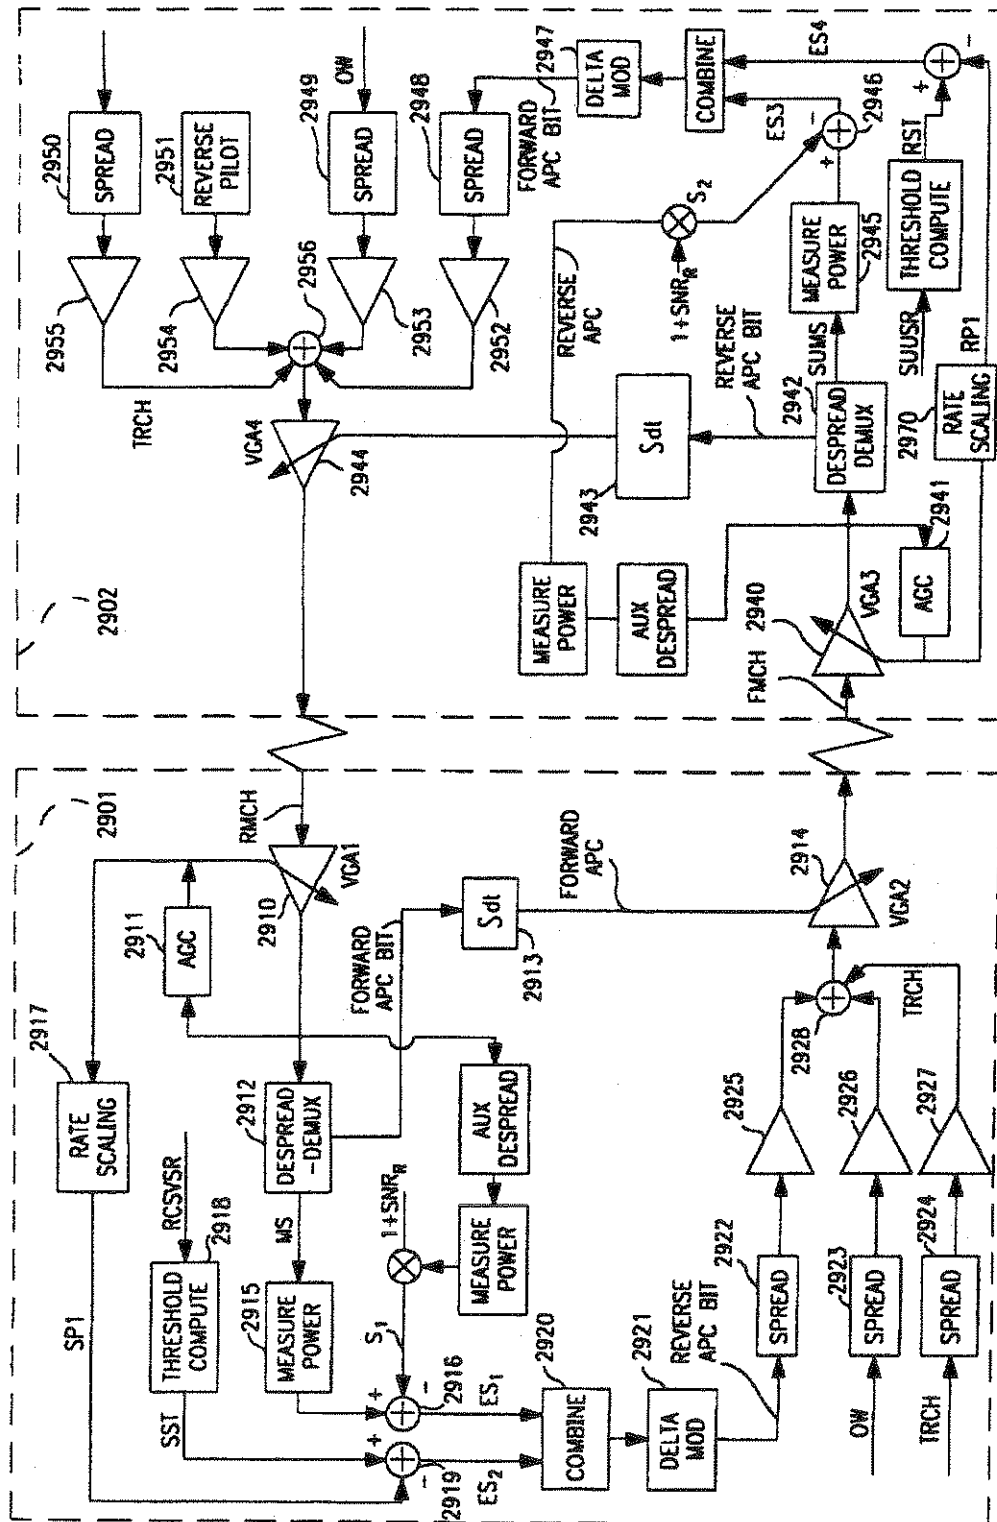 2902
2950
SPREAD
2951
REVERSE
PILOT
OW
2949
SPREAD
2948
SPREAD
FORWARD
APC BIT
2947
DELTA
MOD
COMBINE
ES4
ES3
2946
-
+
+
-
2955
2954
2956
2953
2952
TRCH
VGA4
2944
REVERSE
APC
S2
1+SNRR
MEASURE
POWER
2945
RST
THRESHOLD
COMPUTE
SUUSR
SUMS
REVERSE
APC BIT
∫dt
2943
2942
DESPREAD
DEMUX
RP1
2970
RATE
SCALING
MEASURE
POWER
AUX
DESPREAD
2941
AGC
VGA3
2940
FMCH
2901
RMCH
VGA1
2910
2911
AGC
2917
RATE
SCALING
SP1
RCSVSR
2918
THRESHOLD
COMPUTE
SST
2912
DESPREAD
-DEMUX
MS
2915
MEASURE
POWER
FORWARD
APC BIT
∫dt
2913
FORWARD
APC
2914
VGA2
AUX
DESPREAD
MEASURE
POWER
1+SNRR
S1
+
-
2916
ES1
+
-
2919
ES2
2920
COMBINE
2921
DELTA
MOD
REVERSE
APC BIT
2922
SPREAD
2923
SPREAD
2924
SPREAD
OW
TRCH
2925
2926
2927
2928
TRCH